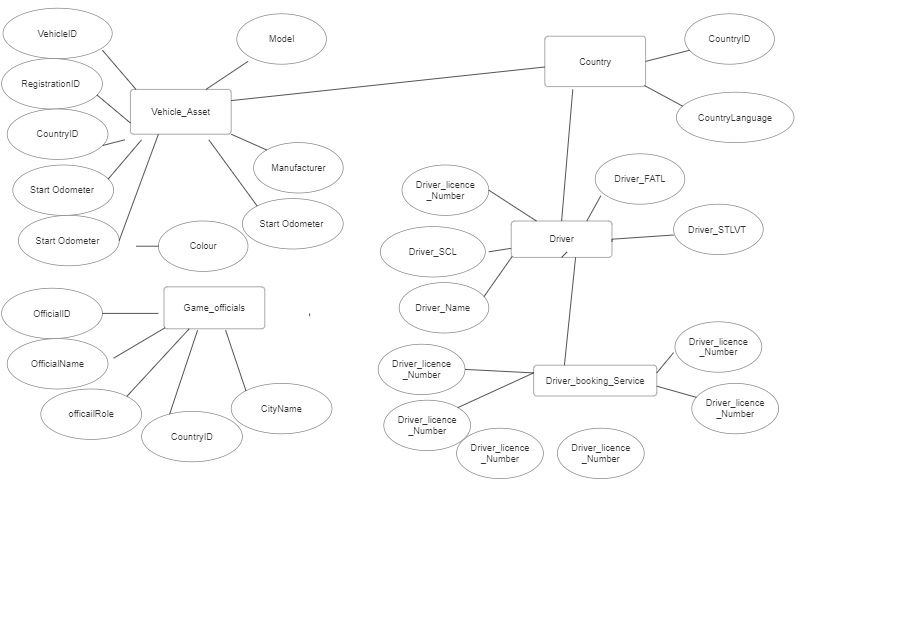 VehicleID
Model
CountryID
Country
RegistrationID
Vehicle_Asset
CountryLanguage
CountryID
Manufacturer
Driver_licence
_Number
Driver_FATL
Start Odometer
Start Odometer
Driver_STLVT
Start Odometer
Colour
Driver
Driver_SCL
OfficialID
Game_officials
Driver_Name
OfficialName
Driver_licence
_Number
Driver_licence
_Number
Driver_booking_Service
officailRole
CityName
Driver_licence
_Number
Driver_licence
_Number
CountryID
Driver_licence
_Number
Driver_licence
_Number